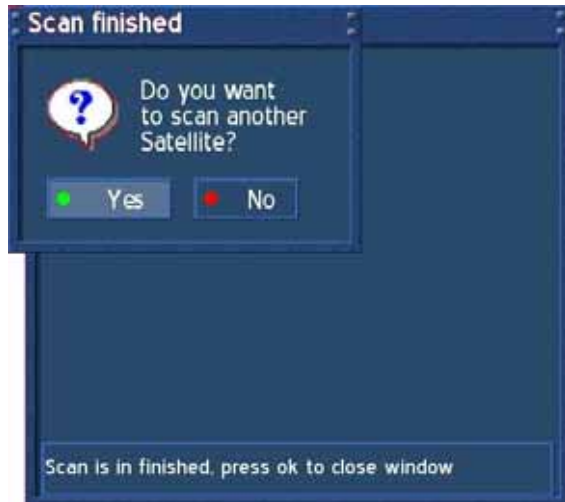 Scan finished
?
Do you want
to scan another
Satellite?
Yes
No
Scan is in finished, press ok to close window